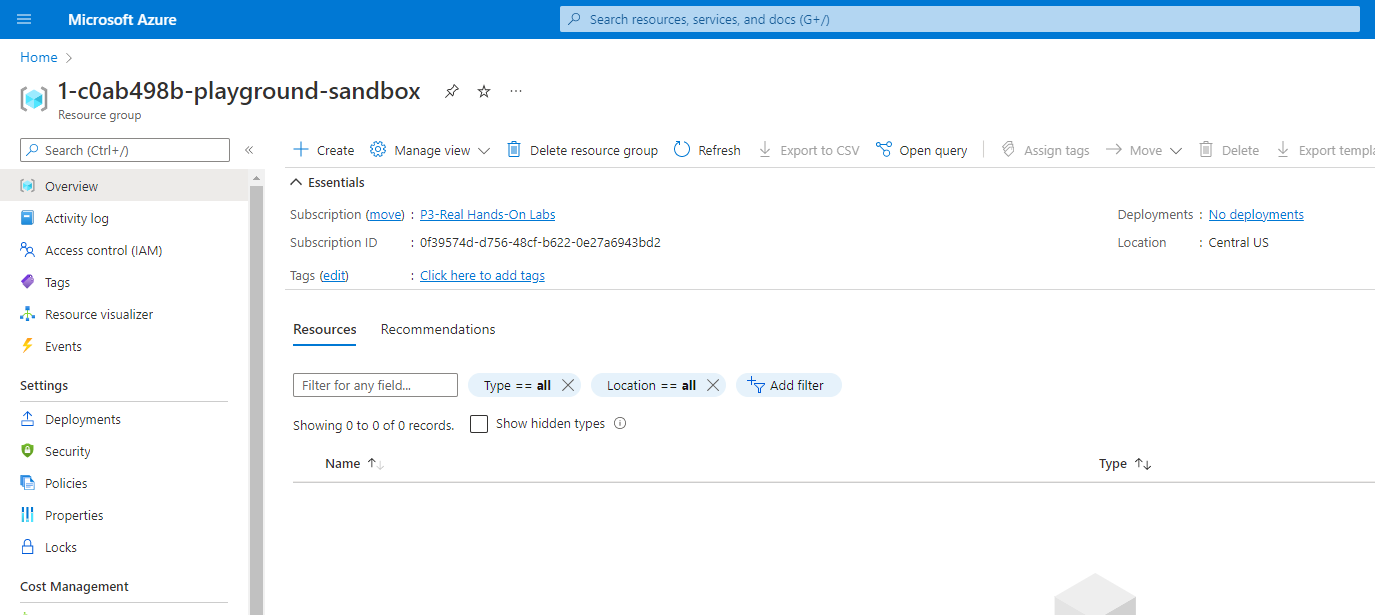 Microsoft Azure
Search resources, services, and docs (G+/)
Home
1-c0ab498b-playground-sandbox
Resource group
Search (Ctrl+/)
Overview
Activity log
Access control (IAM)
Tags
Resource visualizer
Events
Settings
Deployments
Security
Policies
Properties
Locks
Cost Management
Create Manage view Delete resource group Refresh Export to CSV Open query Assign tags Move Delete Export templa
Essentials
Subscription (move) : P3-Real Hands-On Labs
Subscription ID : 0f39574d-d756-48cf-b622-0e27a6943bd2
Tags (edit) : Click here to add tags
Deployments : No deployments
Location : Central US
Resources Recommendations
Filter for any field... Type == all Location == all Add filter
Showing 0 to 0 of 0 records. Show hidden types
Name Type